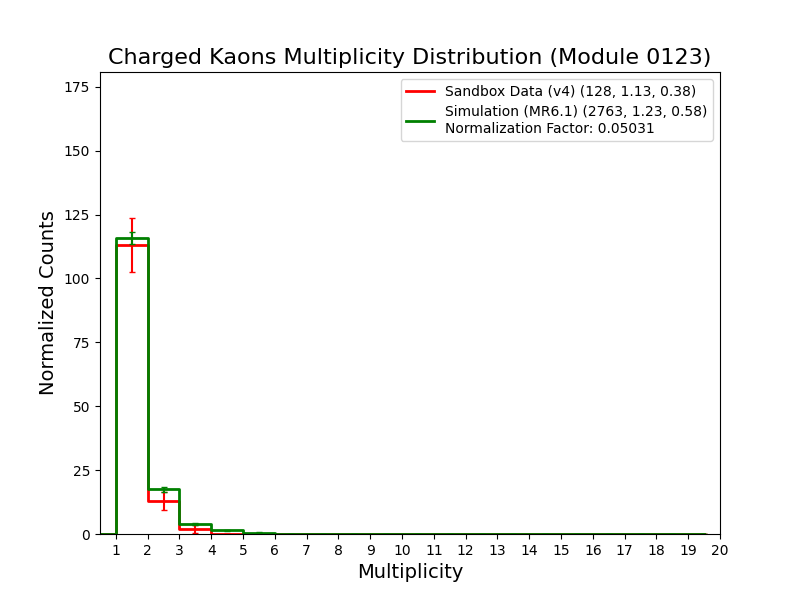 Charged Kaons Multiplicity Distribution (Module 0123)
Sandbox Data (v4) (128, 1.13, 0.38)
Simulation (MR6.1) (2763, 1.23, 0.58)
Normalization Factor: 0.05031
Normalized Counts
175
150
125
100
75
50
25
0
1 2 3 4 5 6 7 8 9 10 11 12 13 14 15 16 17 18 19 20
Multiplicity